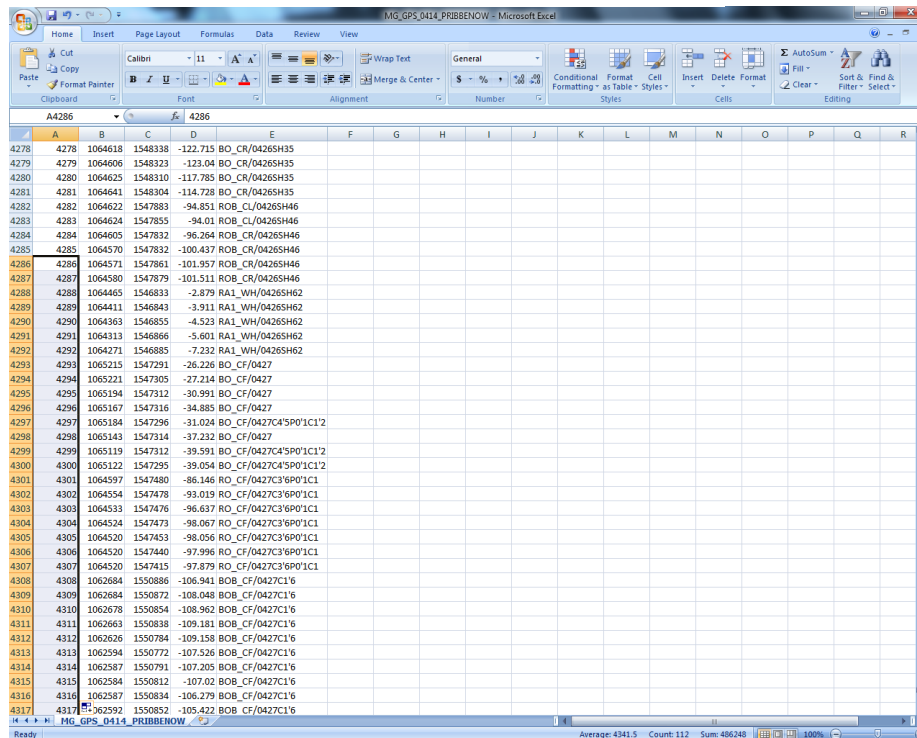 MG_GPS_0414_PRIBBENOW - Microsoft Excel
Home Insert Page Layout Formulas Data Review View
Paste
Cut
Copy
Format Painter
Clipboard
Calibri 11
B I U
Font
Wrap Text
Merge & Center
Alignment
General
$ % ,
Number
Conditional Formatting
Format as Table
Cell Styles
Styles
Insert Delete Format
Cells
Σ AutoSum
Fill
Clear
Sort & Filter
Find & Select
Editing
A4286 fx 4286
A B C D E F G H I J K L M N O P Q R
4278 4278 1064618 1548338 -122.715 BO_CR/0426SH35
4279 4279 1064606 1548323 -123.04 BO_CR/0426SH35
4280 4280 1064625 1548310 -117.785 BO_CR/0426SH35
4281 4281 1064641 1548304 -114.728 BO_CR/0426SH35
4282 4282 1064622 1547883 -94.851 ROB_CL/0426SH46
4283 4283 1064624 1547855 -94.01 ROB_CL/0426SH46
4284 4284 1064605 1547832 -96.264 ROB_CR/0426SH46
4285 4285 1064570 1547832 -100.437 ROB_CR/0426SH46
4286 4286 1064571 1547861 -101.957 ROB_CR/0426SH46
4287 4287 1064580 1547879 -101.511 ROB_CR/0426SH46
4288 4288 1064465 1546833 -2.879 RA1_WH/0426SH62
4289 4289 1064411 1546843 -3.911 RA1_WH/0426SH62
4290 4290 1064363 1546855 -4.523 RA1_WH/0426SH62
4291 4291 1064313 1546866 -5.601 RA1_WH/0426SH62
4292 4292 1064271 1546885 -7.232 RA1_WH/0426SH62
4293 4293 1065215 1547291 -26.226 BO_CF/0427
4294 4294 1065221 1547305 -27.214 BO_CF/0427
4295 4295 1065194 1547312 -30.991 BO_CF/0427
4296 4296 1065167 1547316 -34.885 BO_CF/0427
4297 4297 1065184 1547296 -31.024 BO_CF/0427C4'5P0'1C1'2
4298 4298 1065143 1547314 -37.232 BO_CF/0427
4299 4299 1065119 1547312 -39.591 BO_CF/0427C4'5P0'1C1'2
4300 4300 1065122 1547295 -39.054 BO_CF/0427C4'5P0'1C1'2
4301 4301 1064597 1547480 -86.146 RO_CF/0427C3'6P0'1C1
4302 4302 1064554 1547478 -93.019 RO_CF/0427C3'6P0'1C1
4303 4303 1064533 1547476 -96.637 RO_CF/0427C3'6P0'1C1
4304 4304 1064524 1547473 -98.067 RO_CF/0427C3'6P0'1C1
4305 4305 1064520 1547453 -98.056 RO_CF/0427C3'6P0'1C1
4306 4306 1064520 1547440 -97.996 RO_CF/0427C3'6P0'1C1
4307 4307 1064520 1547415 -97.879 RO_CF/0427C3'6P0'1C1
4308 4308 1062684 1550886 -106.941 BOB_CF/0427C1'6
4309 4309 1062684 1550872 -108.048 BOB_CF/0427C1'6
4310 4310 1062678 1550854 -108.962 BOB_CF/0427C1'6
4311 4311 1062663 1550838 -109.181 BOB_CF/0427C1'6
4312 4312 1062626 1550784 -109.158 BOB_CF/0427C1'6
4313 4313 1062594 1550772 -107.526 BOB_CF/0427C1'6
4314 4314 1062587 1550791 -107.205 BOB_CF/0427C1'6
4315 4315 1062584 1550812 -107.02 BOB_CF/0427C1'6
4316 4316 1062587 1550834 -106.279 BOB_CF/0427C1'6
4317 4317 062592 1550852 -105.422 BOB_CF/0427C1'6
MG_GPS_0414_PRIBBENOW
Ready Average: 4341.5 Count: 112 Sum: 486248 100%